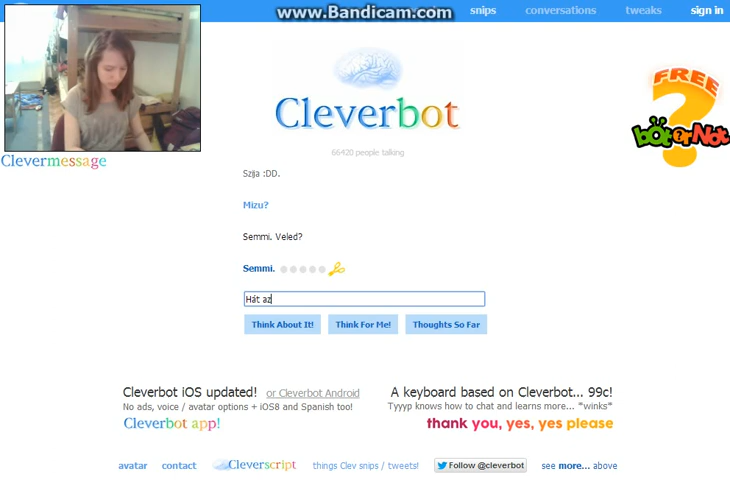 www.Bandicam.com
snips conversations tweaks sign in
Cleverbot
FREE
botorNot
Clevermessage
66420 people talking
Szija :DD.
Mizu?
Semmi. Veled?
Semmi.
Hát az
Think About It! Think For Me! Thoughts So Far
Cleverbot iOS updated! or Cleverbot Android
No ads, voice / avatar options + iOS8 and Spanish too!
Cleverbot app!
A keyboard based on Cleverbot... 99c!
Tyyyp knows how to chat and learns more... *winks*
thank you, yes, yes please
avatar contact Cleverscript things Clev snips / tweets! Follow @cleverbot see more... above